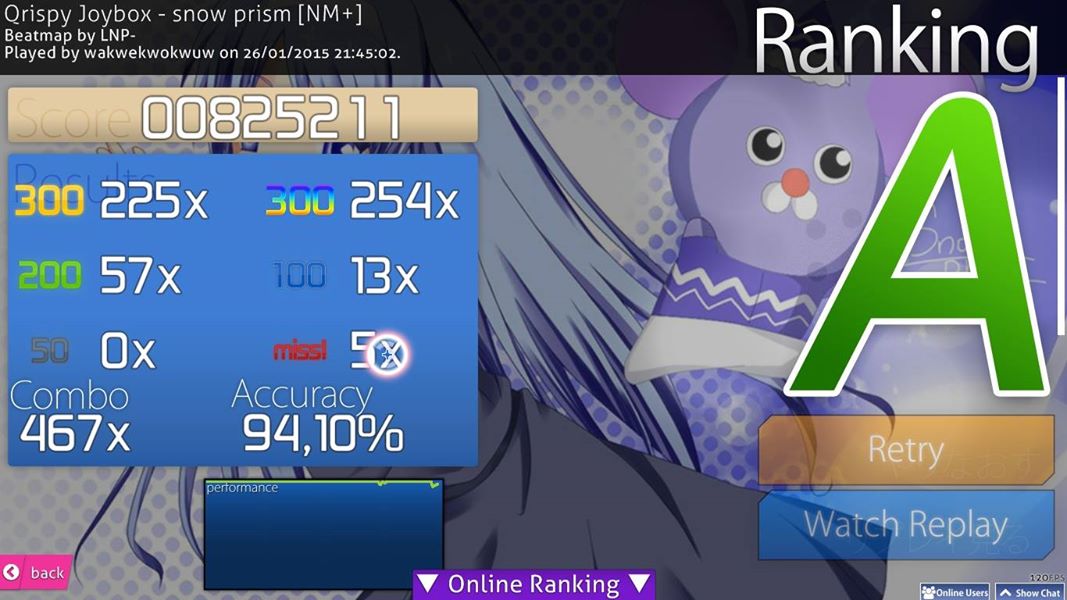 Qrispy Joybox - snow prism [NM+]
Beatmap by LNP-
Played by wakwekwokwuw on 26/01/2015 21:45:02.
Ranking
Score 00825211
Results
300 225x 300 254x
200 57x 100 13x
50 0x miss! 5x
Combo Accuracy
467x 94,10%
A
performance
Retry
Watch Replay
back
▼ Online Ranking ▼
120FPS
Online Users
Show Chat